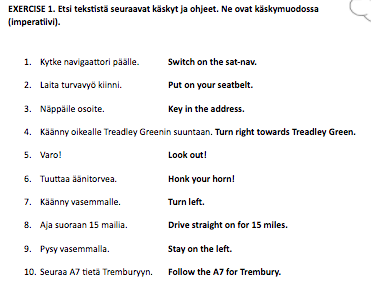 EXERCISE 1. Etsi tekstistä seuraavat käskyt ja ohjeet. Ne ovat käskymuodossa
(imperatiivi).
1. Kytke navigaattori päälle. Switch on the sat-nav.
2. Laita turvavyö kiinni. Put on your seatbelt.
3. Näppäile osoite. Key in the address.
4. Käänny oikealle Treadley Greenin suuntaan. Turn right towards Treadley Green.
5. Varo! Look out!
6. Tuuttaa äänitorvea. Honk your horn!
7. Käänny vasemmalle. Turn left.
8. Aja suoraan 15 mailia. Drive straight on for 15 miles.
9. Pysy vasemmalla. Stay on the left.
10. Seuraa A7 tietä Tremburyyn. Follow the A7 for Trembury.